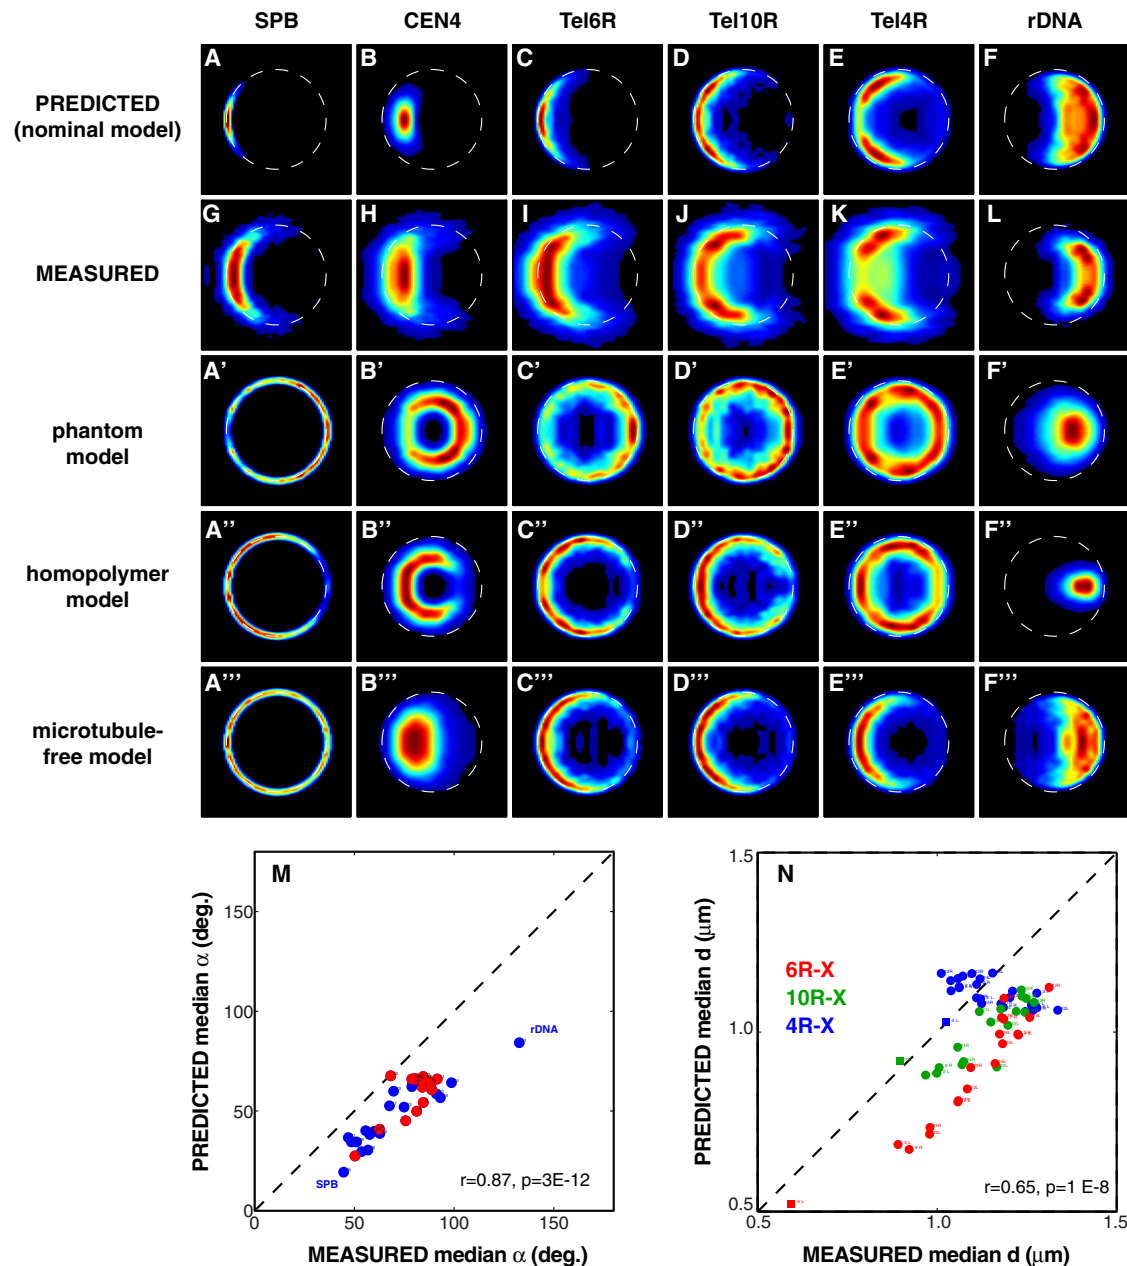 SPB CEN4 Tel6R Tel10R Tel4R rDNA
PREDICTED
(nominal model)
A B C D E F
MEASURED
G H I J K L
phantom
model
A' B' C' D' E' F'
homopolymer
model
A'' B'' C'' D'' E'' F''
microtubule-
free model
A''' B''' C''' D''' E''' F'''
M
PREDICTED median α (deg.)
150
100
50
0
0 50 100 150
rDNA
SPB
r=0.87, p=3E-12
MEASURED median α (deg.)
N
PREDICTED median d (μm)
1.5
1.0
0.5
0.5 1.0 1.5
6R-X
10R-X
4R-X
r=0.65, p=1 E-8
MEASURED median d (μm)